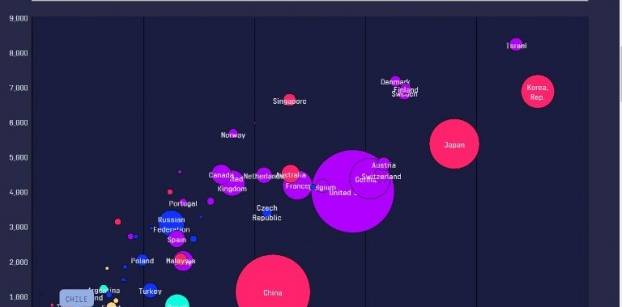 9,000
8,000
7,000
6,000
5,000
4,000
3,000
2,000
1,000
Israel
Denmark
Finland
Sweden
Korea,
Rep.
Singapore
Norway
Japan
Austria
Switzerland
Canada
Kingdom
Netherlands
Australia
France
United
Portugal
Czech
Republic
Russian
Federation
Spain
Poland
Malaysia
Turkey
China
CHILE